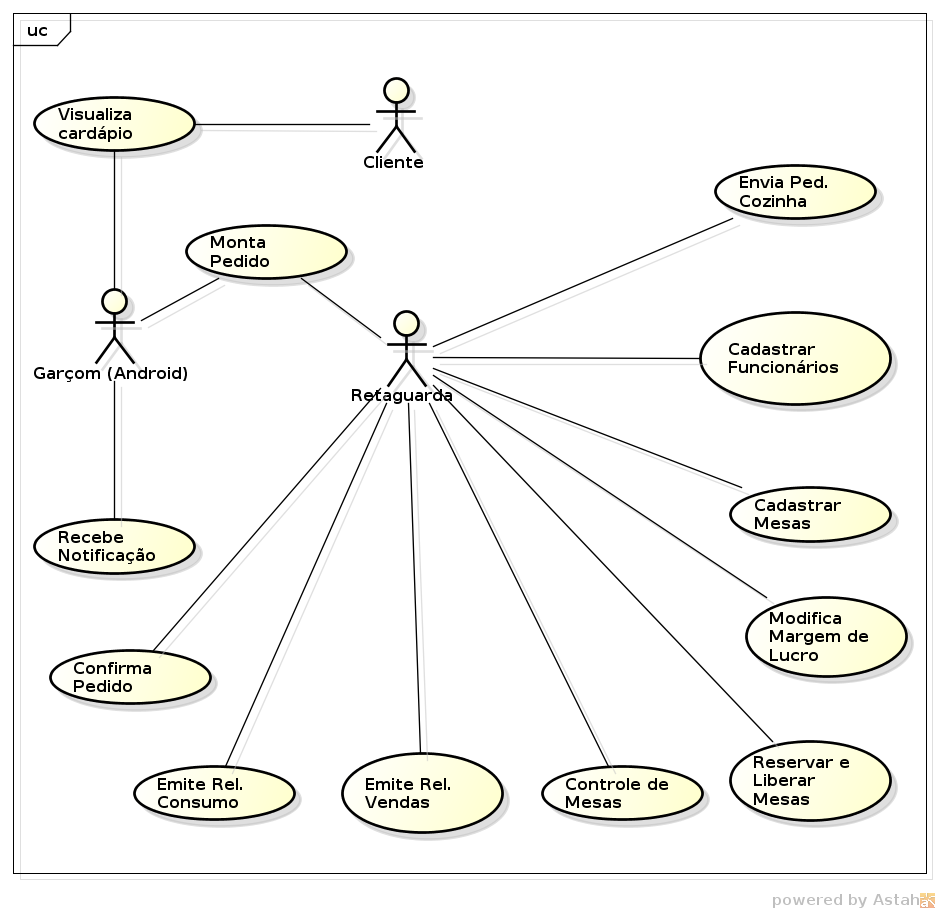 uc
Visualiza
cardápio
Cliente
Envia Ped.
Cozinha
Monta
Pedido
Garçom (Android)
Retaguarda
Cadastrar
Funcionários
Cadastrar
Mesas
Recebe
Notificação
Modifica
Margem de
Lucro
Confirma
Pedido
Emite Rel.
Consumo
Emite Rel.
Vendas
Controle de
Mesas
Reservar e
Liberar
Mesas
powered by Astah